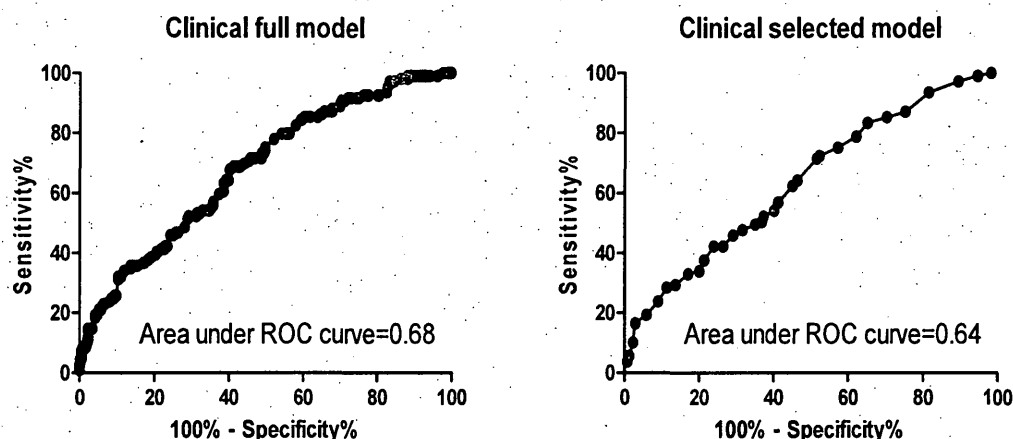 Clinical full model
100
80
60
40
20
0
Sensitivity%
Area under ROC curve=0.68
0 20 40 60 80 100
100% - Specificity%
Clinical selected model
100
80
60
40
20
0
Sensitivity%
Area under ROC curve=0.64
0 20 40 60 80 100
100% - Specificity%